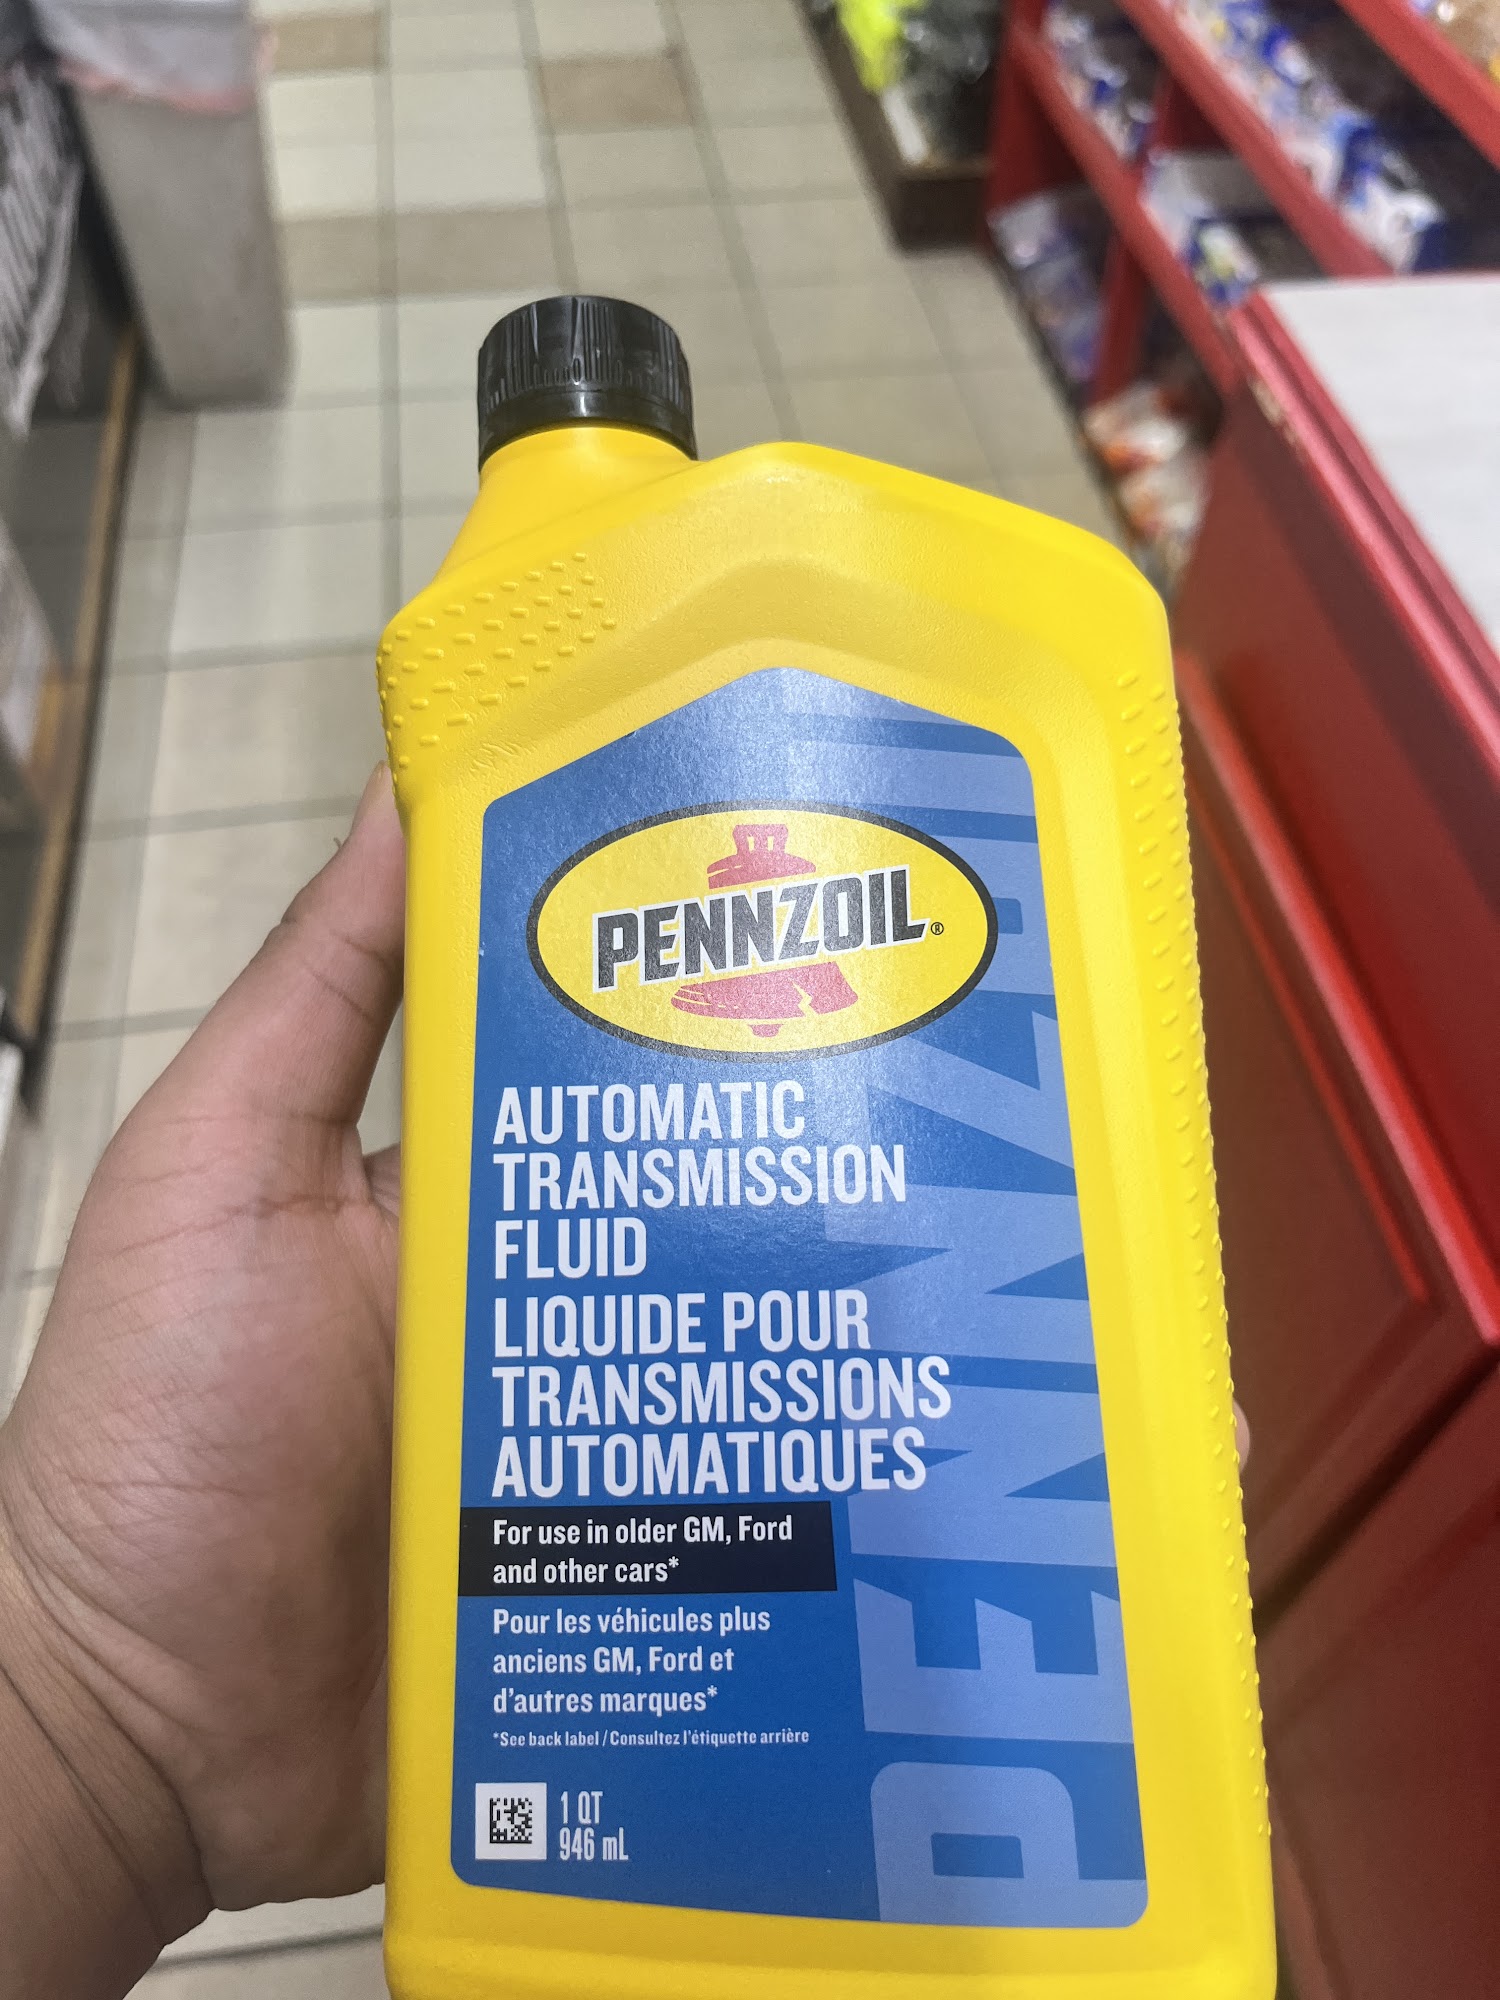 PENNZOIL®
AUTOMATIC
TRANSMISSION
FLUID
LIQUIDE POUR
TRANSMISSIONS
AUTOMATIQUES
For use in older GM, Ford
and other cars*
Pour les véhicules plus
anciens GM, Ford et
d'autres marques*
*See back label / Consultez l'étiquette arrière
1 QT
946 mL
PENNZOIL